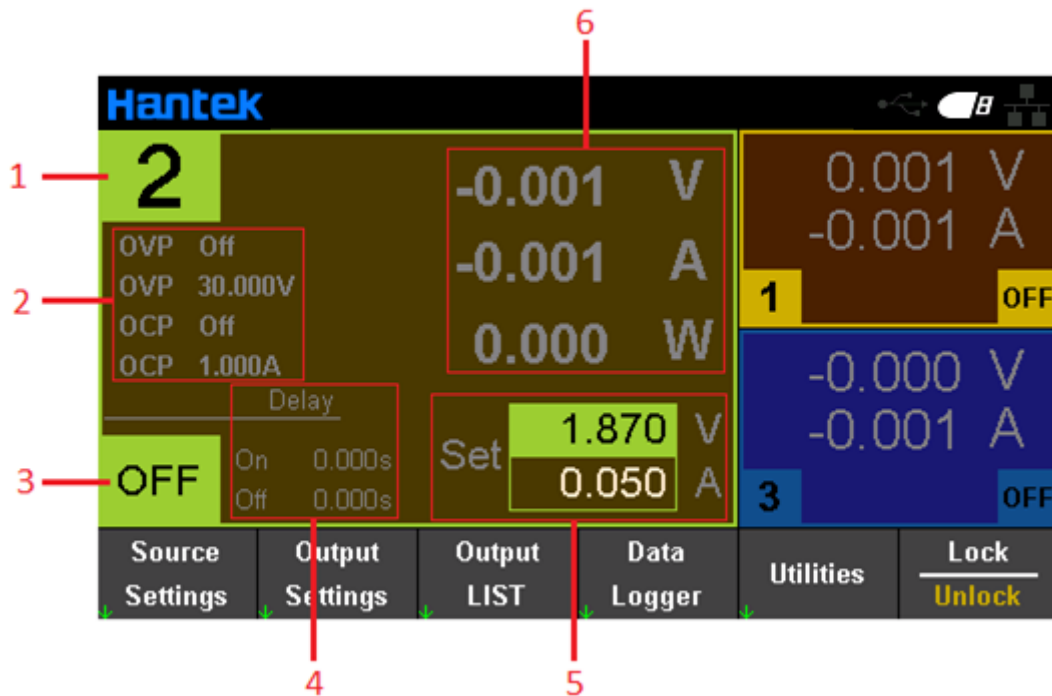 6
Hantek
8
1
2
-0.001 V
0.001 V
-0.001 A
2
OVP Off
OVP 30.000V
OCP Off
OCP 1.000A
-0.001 A
0.000 W
1
OFF
-0.000 V
-0.001 A
Delay
On 0.000s
Off 0.000s
Set
1.870 V
0.050 A
3
OFF
3
OFF
Source
Settings
Output
Settings
Output
LIST
Data
Logger
Utilities
Lock
Unlock
4
5